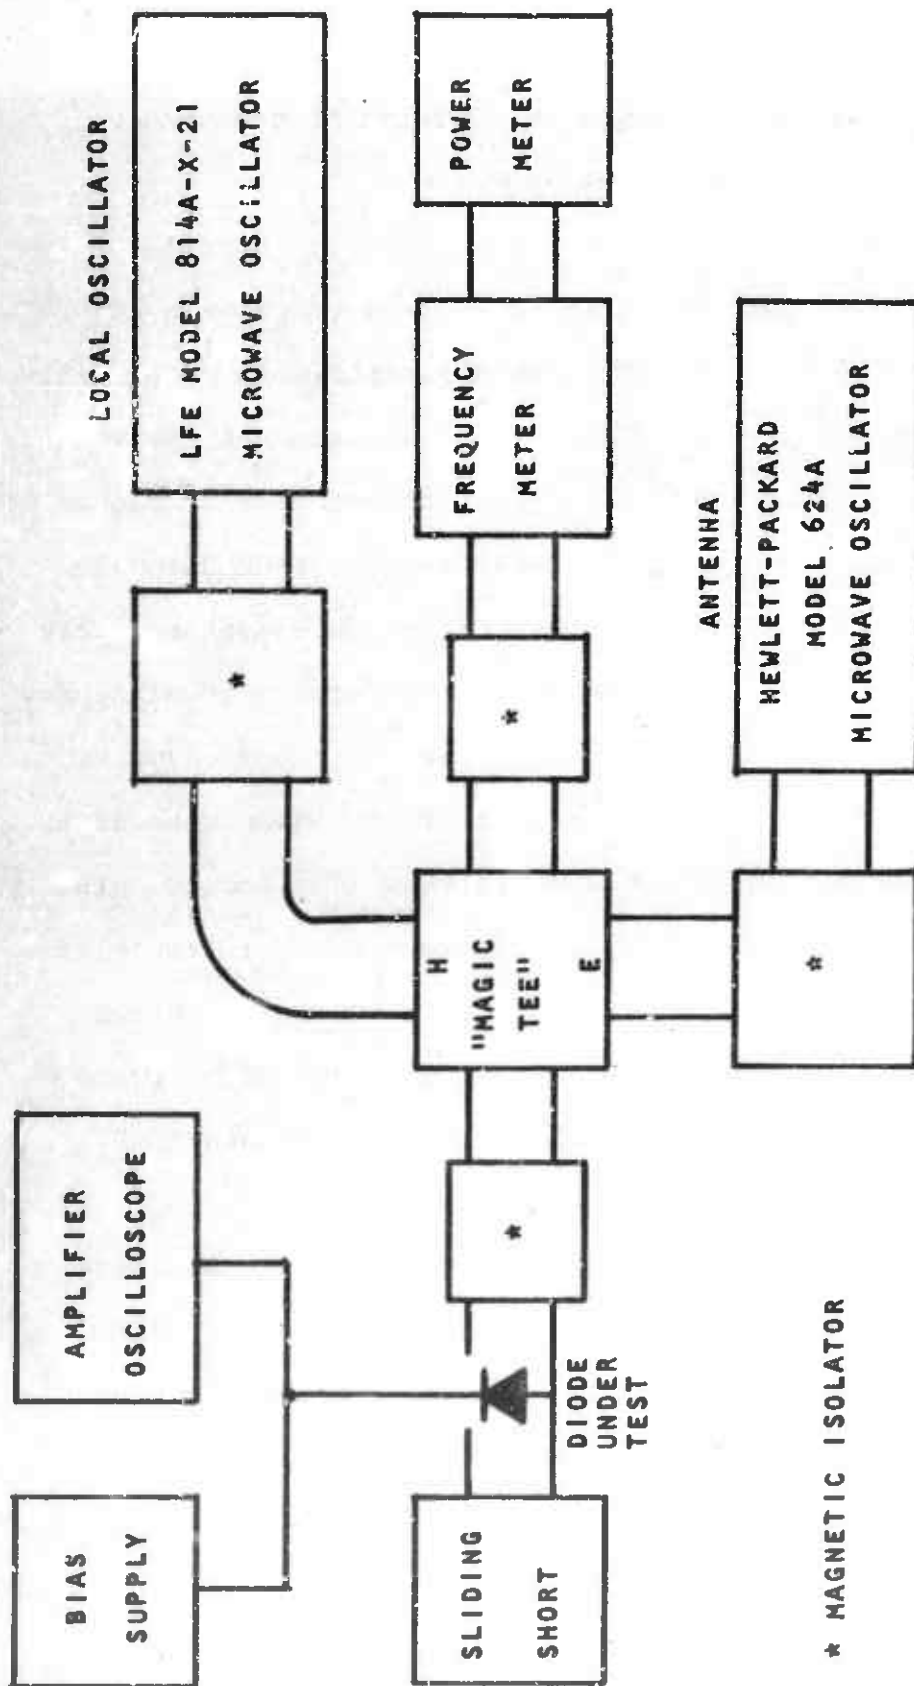 BIAS
SUPPLY
AMPLIFIER
OSCILLOSCOPE
LOCAL OSCILLATOR
LFE MODEL 814A-X-21
MICROWAVE OSCILLATOR
*
SLIDING
SHORT
DIODE
UNDER
TEST
*
H
"MAGIC
TEE"
E
*
FREQUENCY
METER
POWER
METER
*
ANTENNA
HEWLETT-PACKARD
MODEL 624A
MICROWAVE OSCILLATOR
* MAGNETIC ISOLATOR